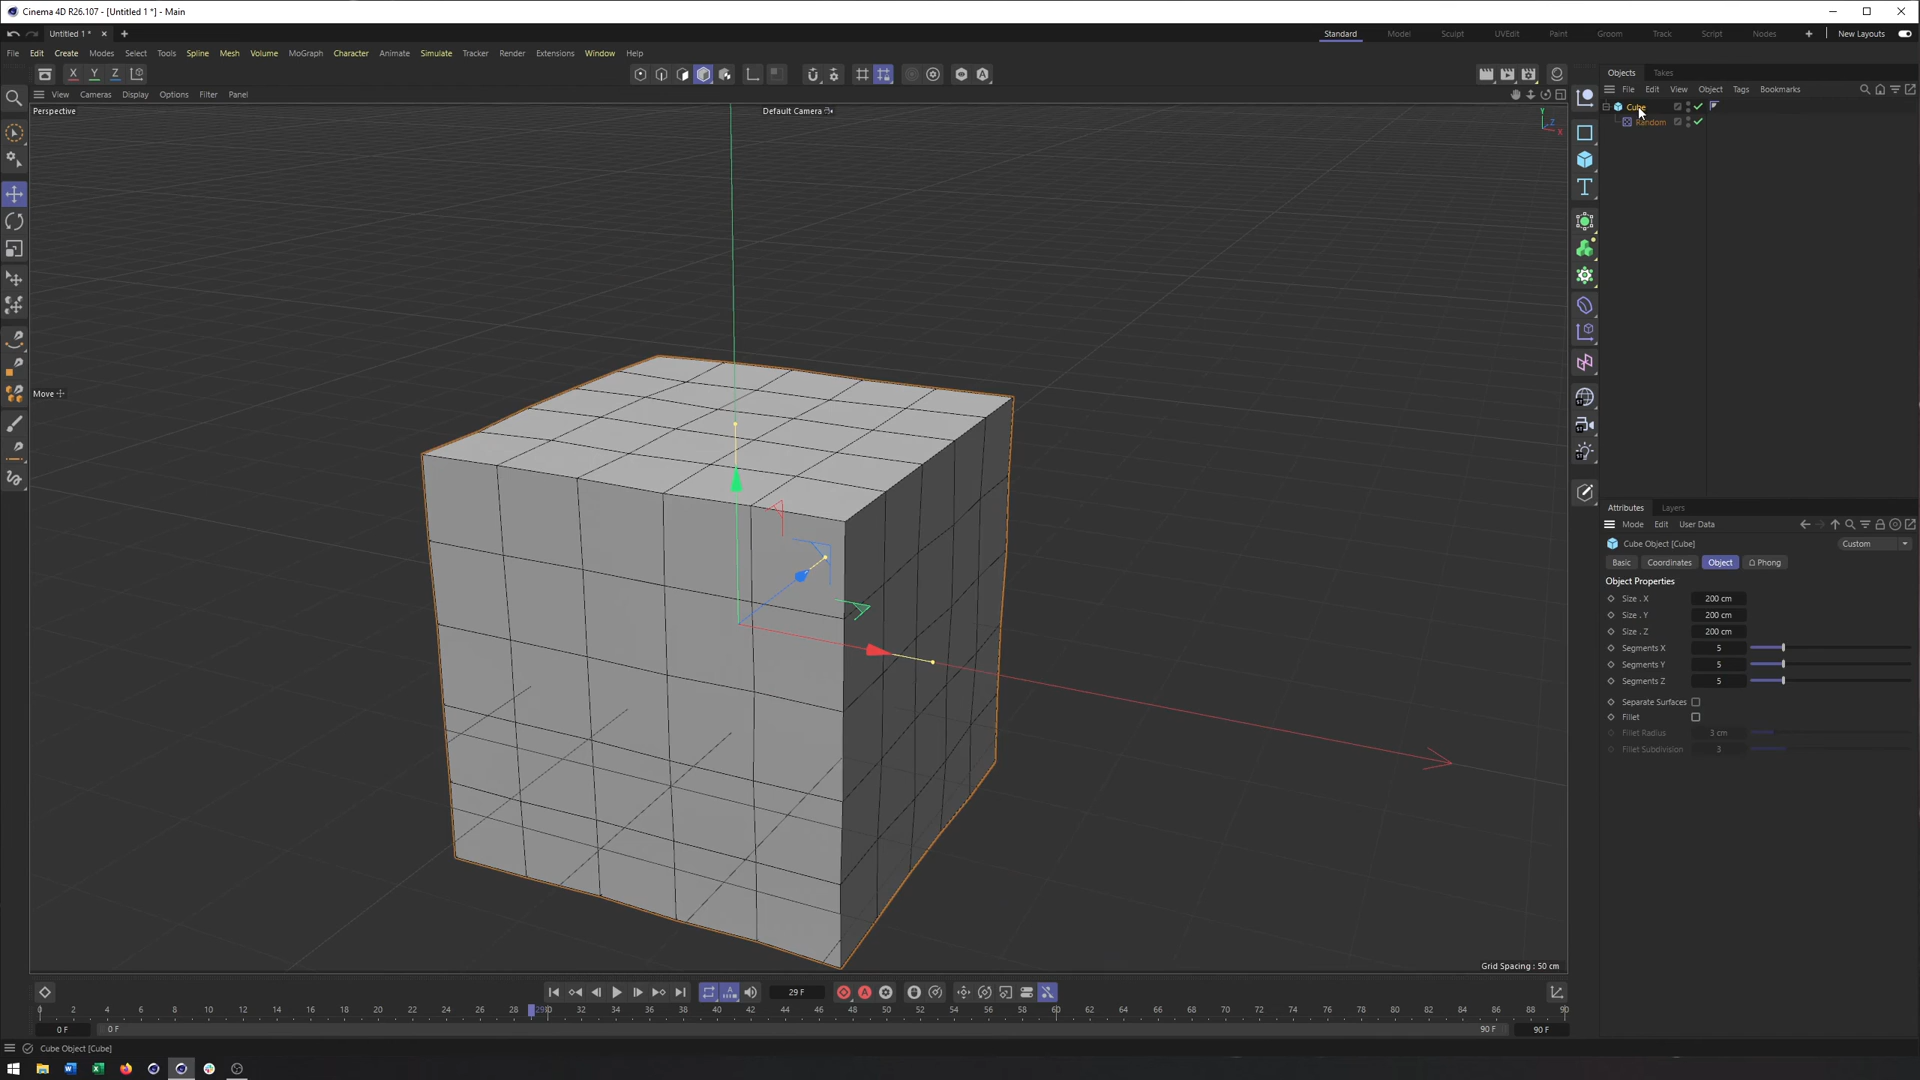 Cinema 4D R26.107 - [Untitled 1 *] - Main
Untitled 1 * × +
Standard Model Sculpt UVEdit Paint Groom Track Script Nodes + New Layouts
File Edit Create Modes Select Tools Spline Mesh Volume MoGraph Character Animate Simulate Tracker Render Extensions Window Help
X Y Z
Objects Takes
File Edit View Object Tags Bookmarks
View Cameras Display Options Filter Panel
Perspective
Default Camera
Y
Z
X
Cube
Random
Move
Attributes Layers
Mode Edit User Data
Cube Object [Cube]
Custom
Basic Coordinates Object Phong
Object Properties
Size . X 200 cm
Size . Y 200 cm
Size . Z 200 cm
Segments X 5
Segments Y 5
Segments Z 5
Separate Surfaces
Fillet
Fillet Radius 3 cm
Fillet Subdivision 3
Grid Spacing : 50 cm
29 F
0 2 4 6 8 10 12 14 16 18 20 22 24 26 28 29 30 32 34 36 38 40 42 44 46 48 50 52 54 56 58 60 62 64 66 68 70 72 74 76 78 80 82 84 86 88 90
0 F 0 F 90 F 90 F
Cube Object [Cube]